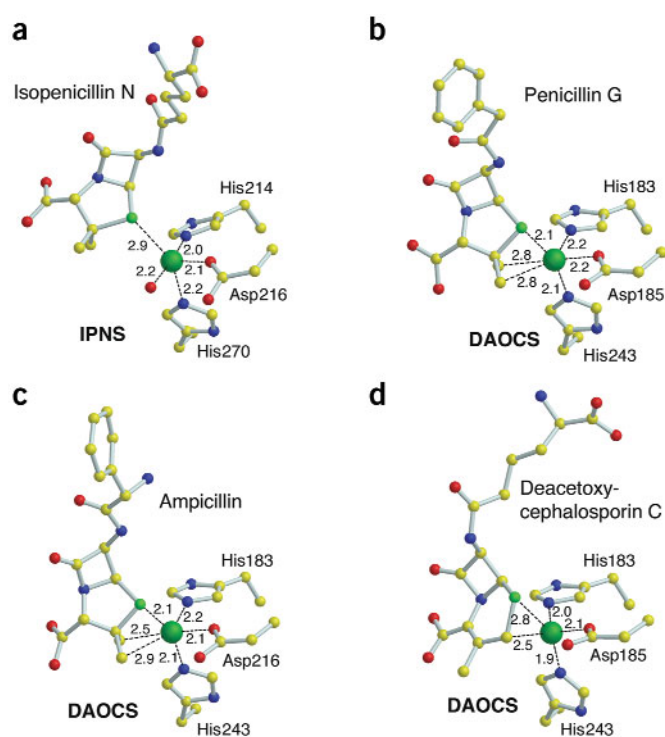 a
Isopenicillin N
His214
2.9
2.0
2.1
2.2
2.2
Asp216
IPNS
His270
b
Penicillin G
His183
2.1
2.2
2.8
2.2
2.8
2.1
Asp185
DAOCS
His243
c
Ampicillin
His183
2.1
2.2
2.5
2.1
2.9
2.1
Asp216
DAOCS
His243
d
Deacetoxy-
cephalosporin C
His183
2.0
2.8
2.1
2.5
1.9
Asp185
DAOCS
His243